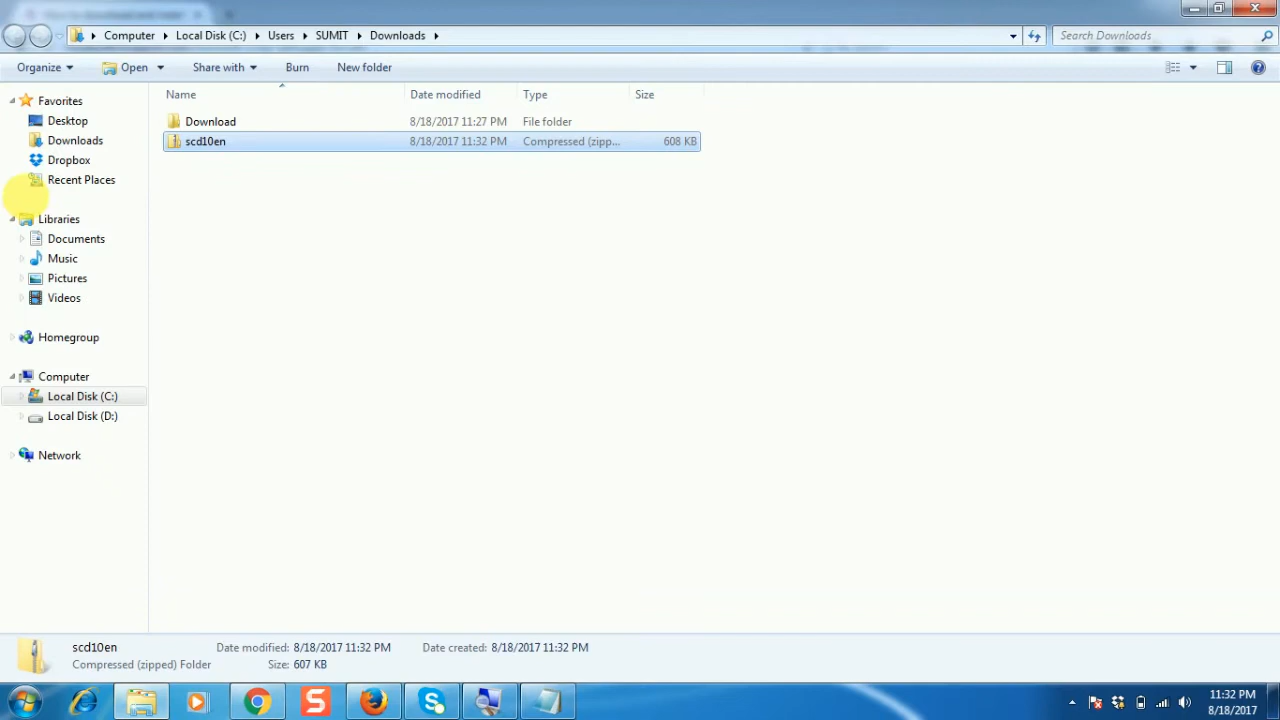 Computer Local Disk (C:) Users SUMIT Downloads Search Downloads
Organize Open Share with Burn New folder
Favorites
Desktop
Downloads
Dropbox
Recent Places
Libraries
Documents
Music
Pictures
Videos
Homegroup
Computer
Local Disk (C:)
Local Disk (D:)
Network
Name Date modified Type Size
Download 8/18/2017 11:27 PM File folder
scd10en 8/18/2017 11:32 PM Compressed (zipp... 608 KB
scd10en Date modified: 8/18/2017 11:32 PM Date created: 8/18/2017 11:32 PM
Compressed (zipped) Folder Size: 607 KB
11:32 PM
8/18/2017